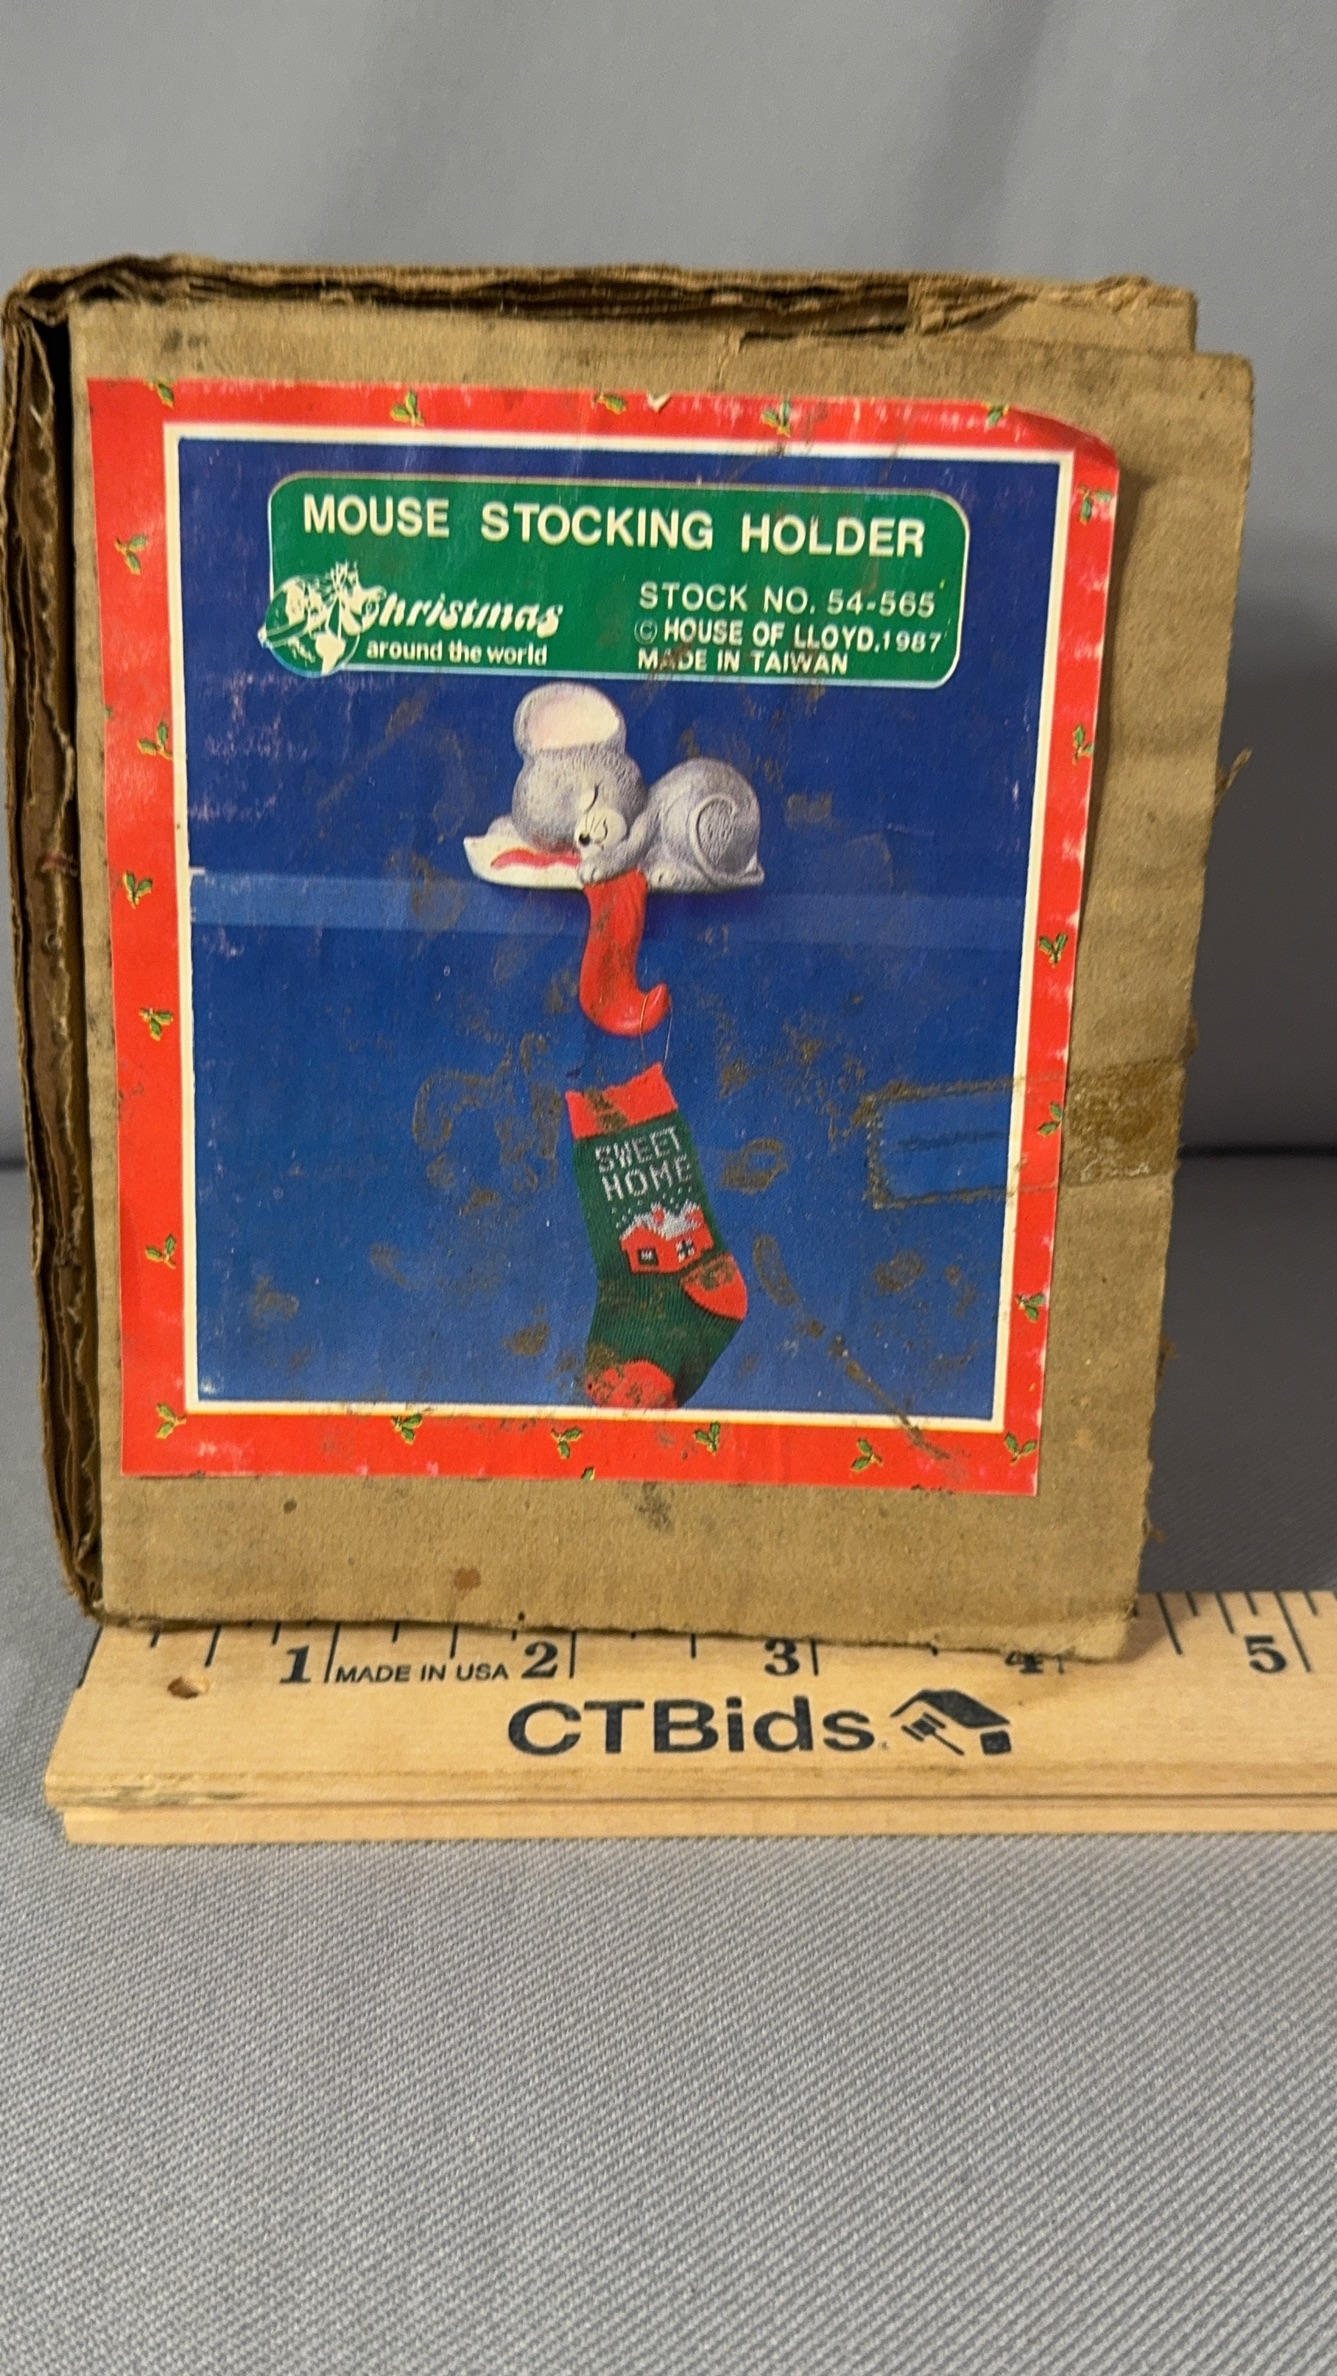 MOUSE STOCKING HOLDER
Christmas
around the world
STOCK NO. 54-565
© HOUSE OF LLOYD, 1987
MADE IN TAIWAN
SWEET
HOME
1 MADE IN USA 2 3 4 5
CTBids